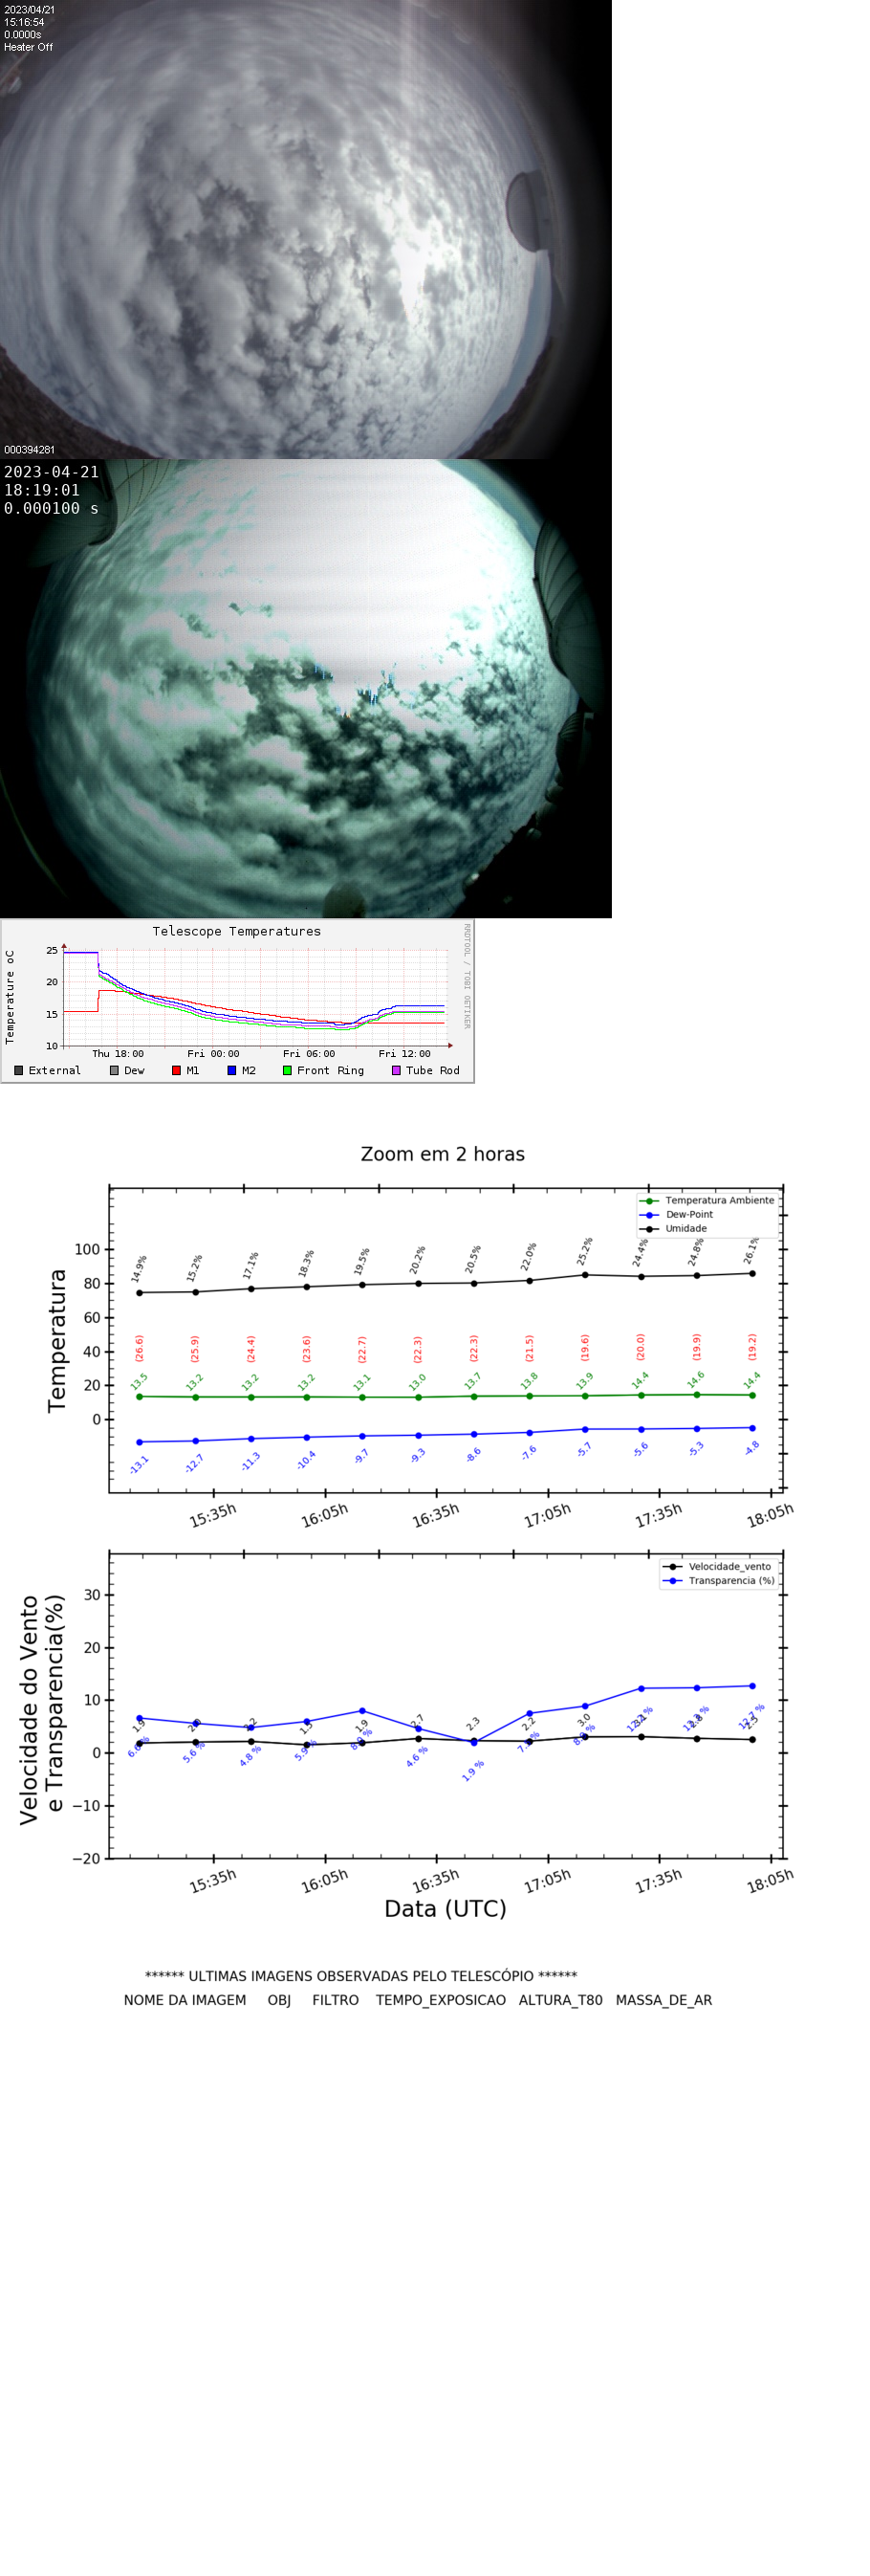 2023/04/21
15:16:54
0.0000s
Heater Off
000394281
2023-04-21
18:19:01
0.000100 s
Telescope Temperatures
RRDTOOL / TOBI OETIKER
Temperature oC
25
20
15
10
Thu 18:00 Fri 00:00 Fri 06:00 Fri 12:00
External Dew M1 M2 Front Ring Tube Rod
Zoom em 2 horas
Temperatura Ambiente
Dew-Point
Umidade
Temperatura
100
80
60
40
20
0
14.9% 15.2% 17.1% 18.3% 19.5% 20.2% 20.5% 22.0% 25.2% 24.4% 24.8% 26.1%
(26.6) (25.9) (24.4) (23.6) (22.7) (22.3) (22.3) (21.5) (19.6) (20.0) (19.9) (19.2)
13.5 13.2 13.2 13.2 13.1 13.0 13.7 13.8 13.9 14.4 14.6 14.4
-13.1 -12.7 -11.3 -10.4 -9.7 -9.3 -8.6 -7.6 -5.7 -5.6 -5.3 -4.8
15:35h 16:05h 16:35h 17:05h 17:35h 18:05h
Velocidade_vento
Transparencia (%)
Velocidade do Vento
e Transparencia(%)
30
20
10
0
−10
−20
1.9 1.9 2.7 2.3 2.2 3.0
5.6 % 4.8 % 4.6 % 1.9 %
15:35h 16:05h 16:35h 17:05h 17:35h 18:05h
Data (UTC)
****** ULTIMAS IMAGENS OBSERVADAS PELO TELESCÓPIO ******
NOME DA IMAGEM OBJ FILTRO TEMPO_EXPOSICAO ALTURA_T80 MASSA_DE_AR